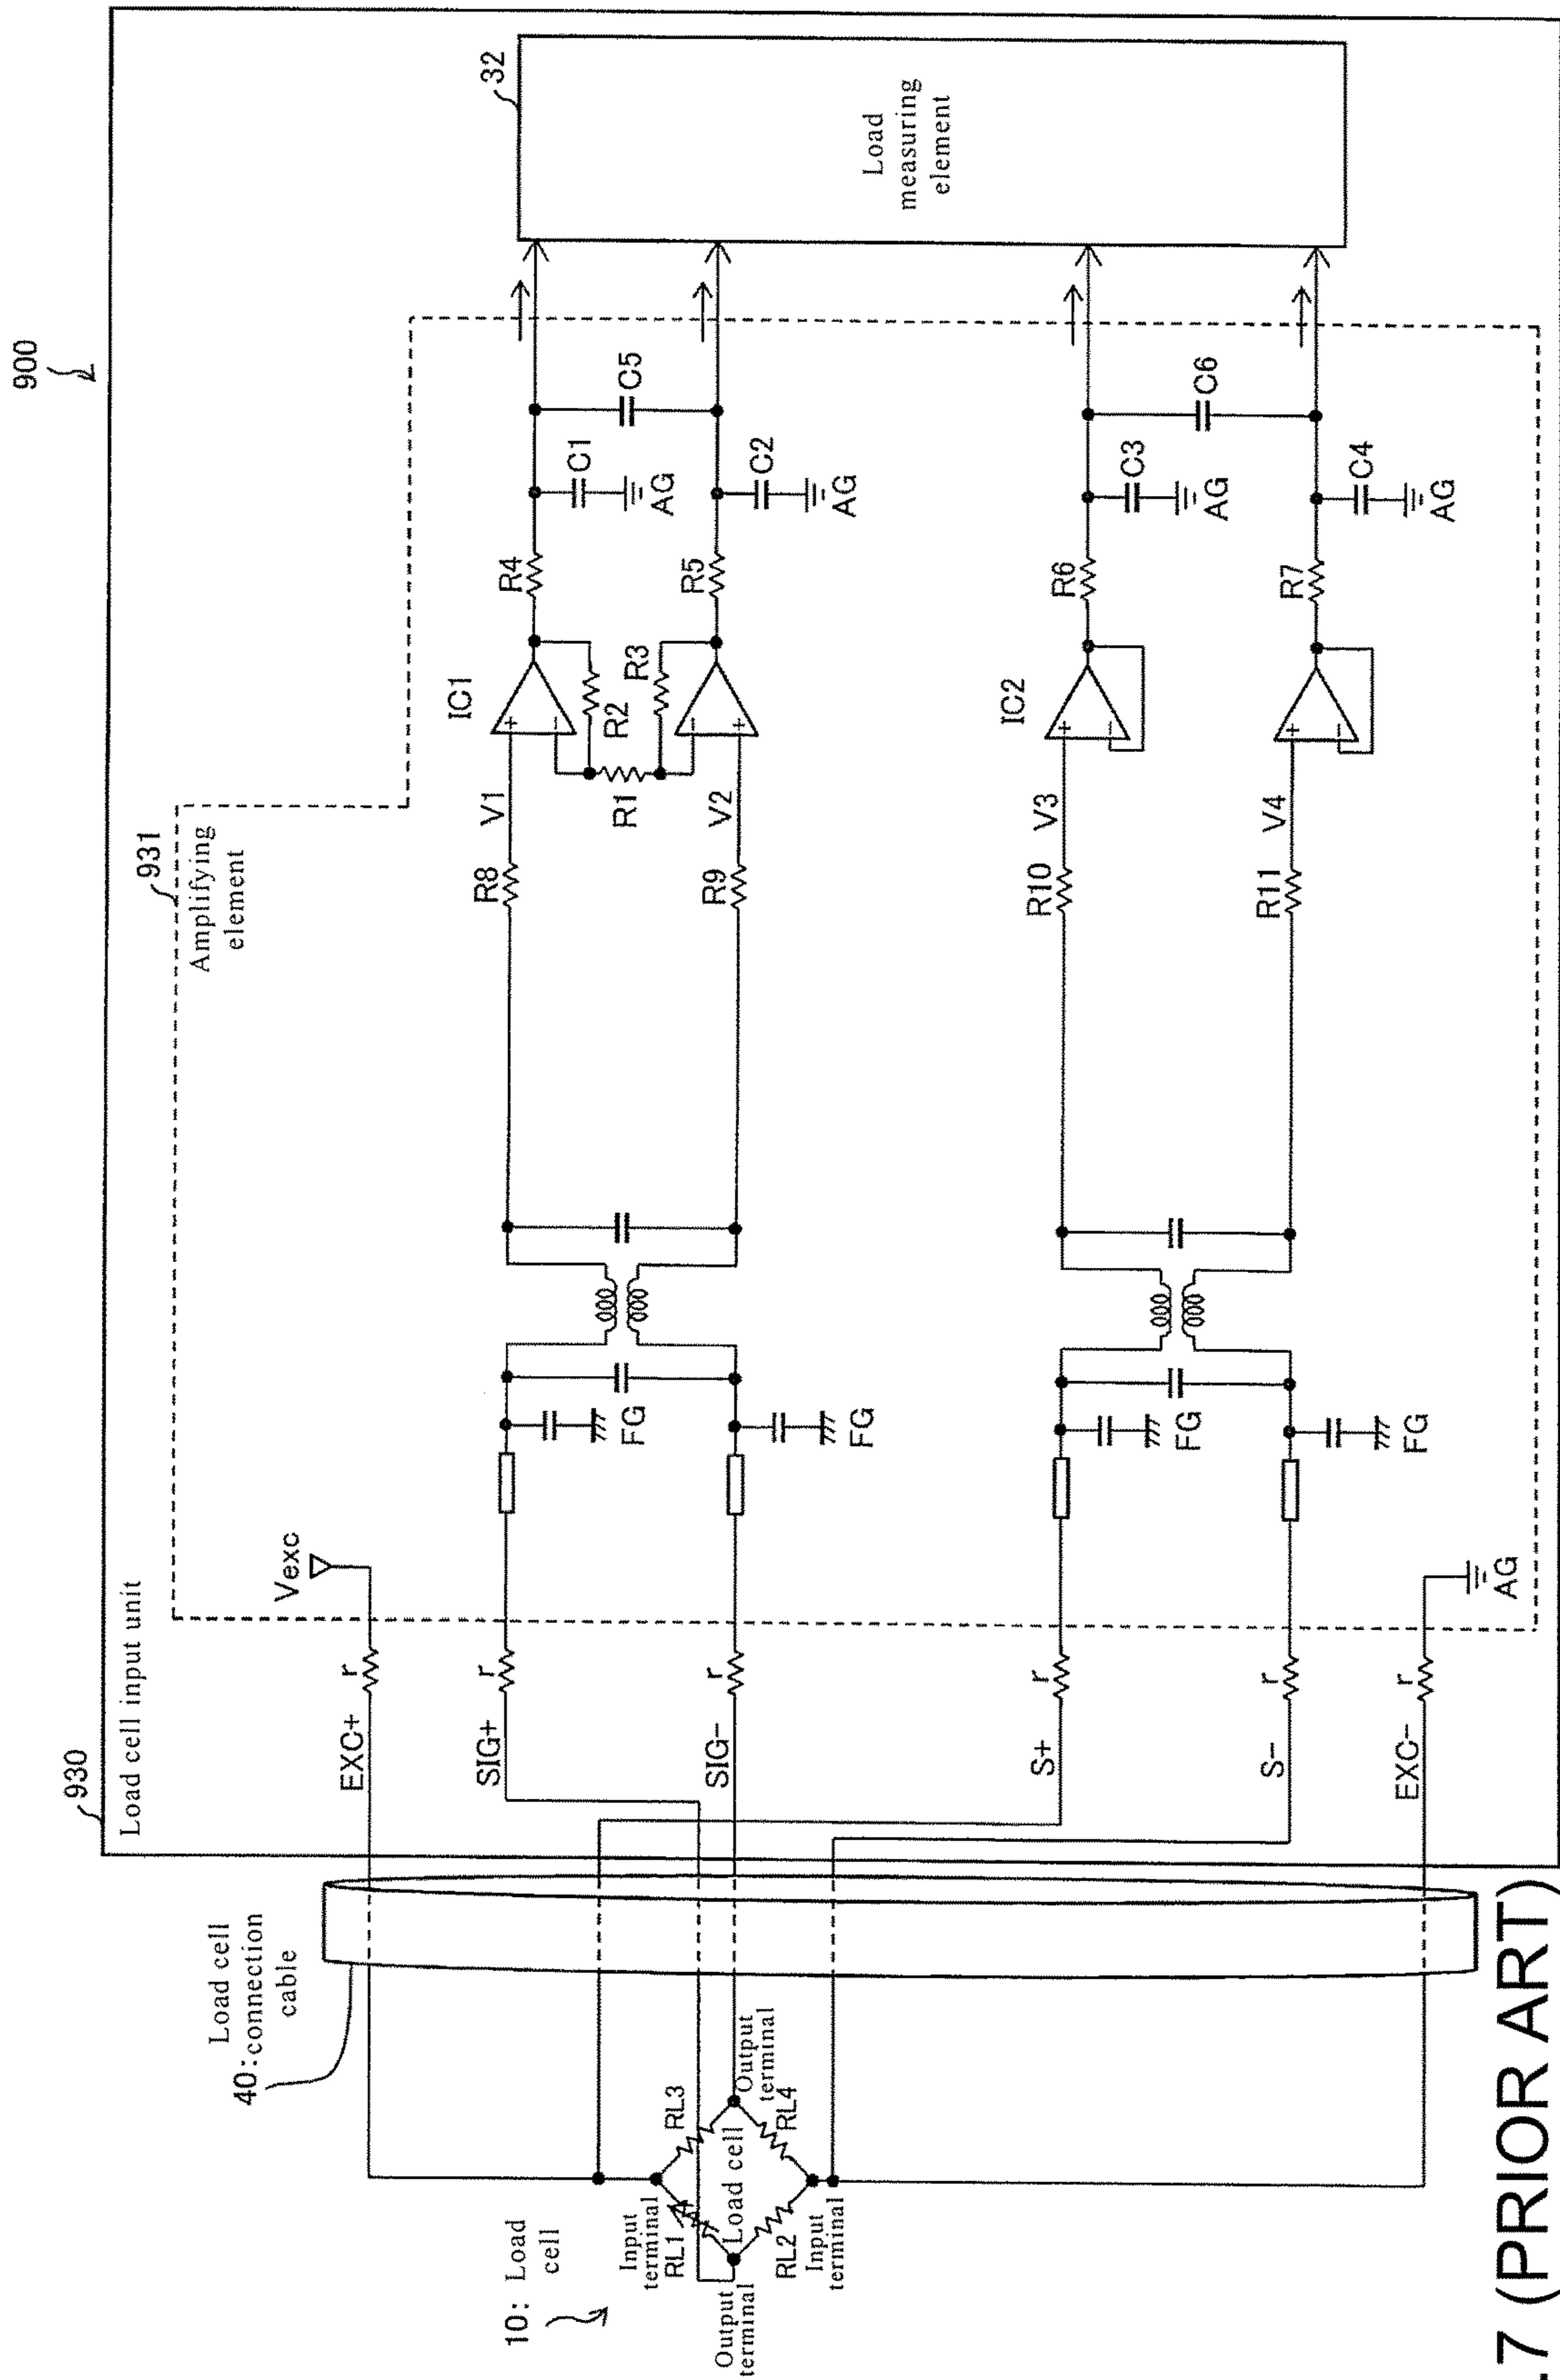 900
930
Load cell input unit
931
Amplifying
element
32
Load
measuring
element
Load cell
40:connection
cable
10: Load
cell
Input
terminal
RL1
RL3
Output
terminal
Load cell
Output
terminal
RL2
RL4
Input
terminal
Vexc
EXC+
r
SIG+
r
FG
R8
V1
IC1
R4
C1
AG
C5
R2
R1
R3
SIG-
r
FG
R9
V2
R5
C2
AG
S+
r
FG
R10
V3
IC2
R6
C3
AG
C6
S-
r
FG
R11
V4
R7
C4
AG
EXC-
r
AG
.7 (PRIOR ART)